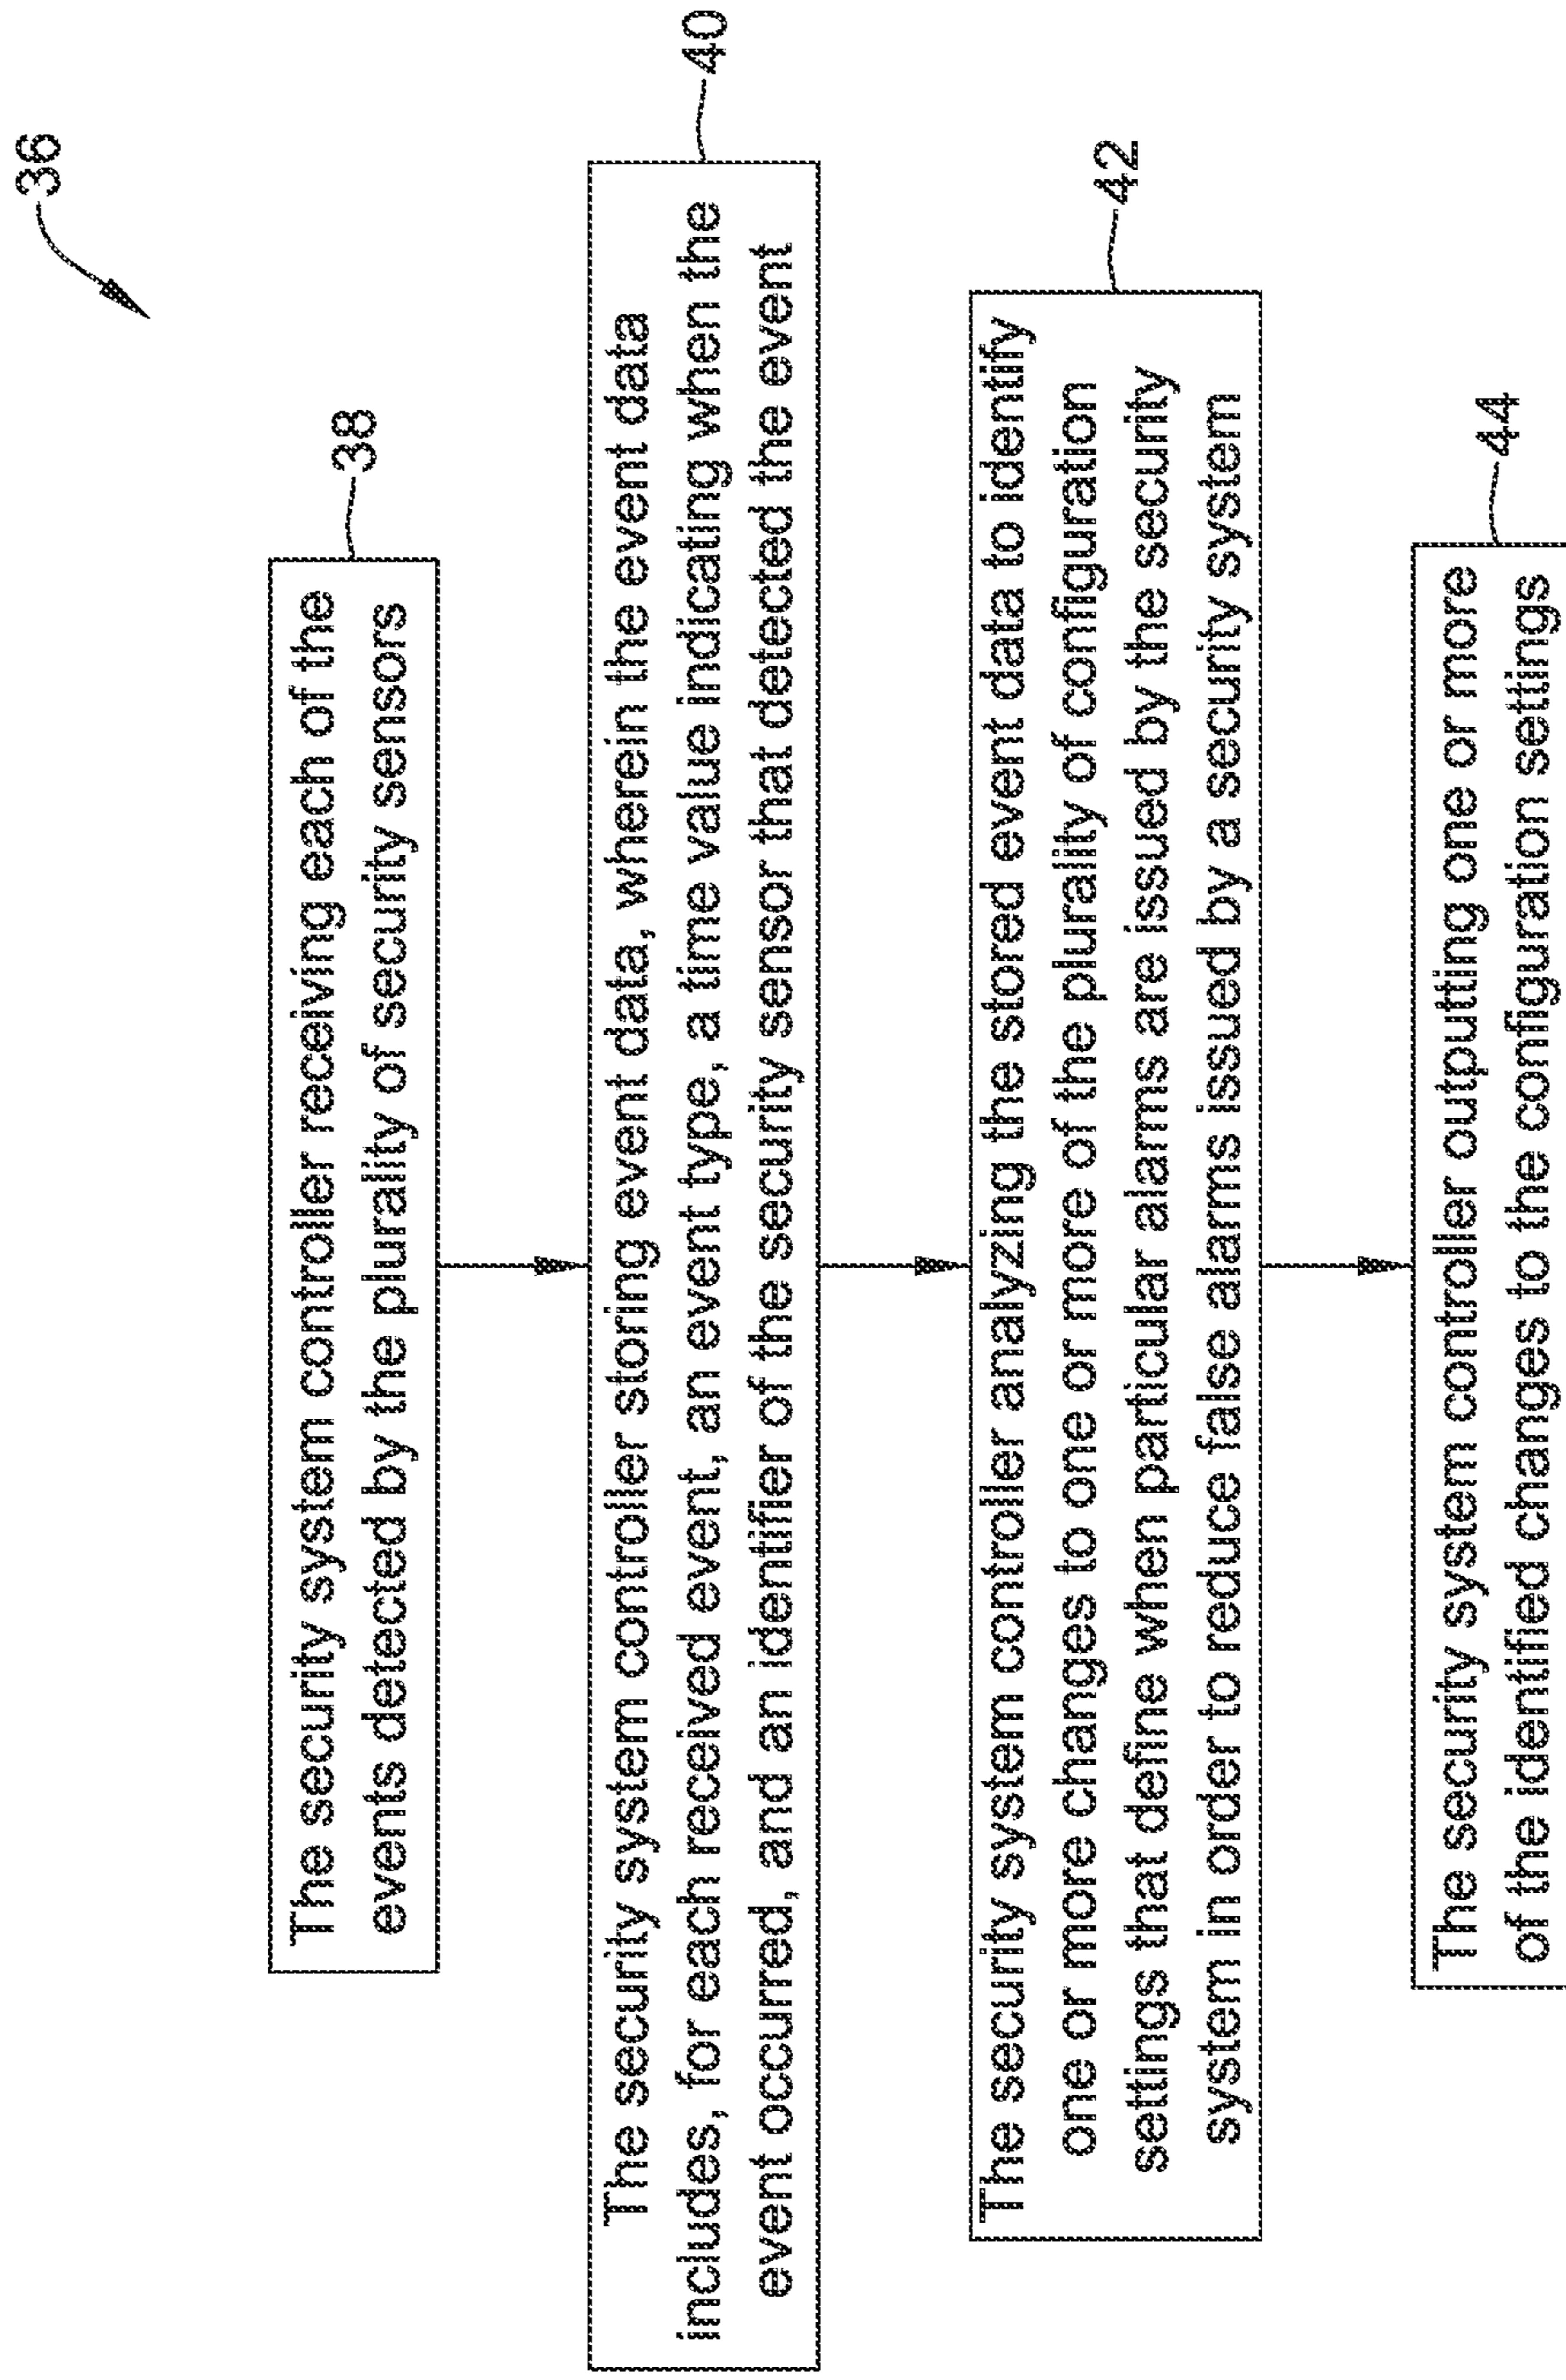 36
The security system controller receiving each of the
events detected by the plurality of security sensors
38
The security system controller storing event data, wherein the event data
includes, for each received event, an event type, a time value indicating when the
event occurred, and an identifier of the security sensor that detected the event
40
The security system controller analyzing the stored event data to identify
one or more changes to one or more of the plurality of configuration
settings that define when particular alarms are issued by the security
system in order to reduce false alarms issued by a security system
42
The security system controller outputting one or more
of the identified changes to the configuration settings
44